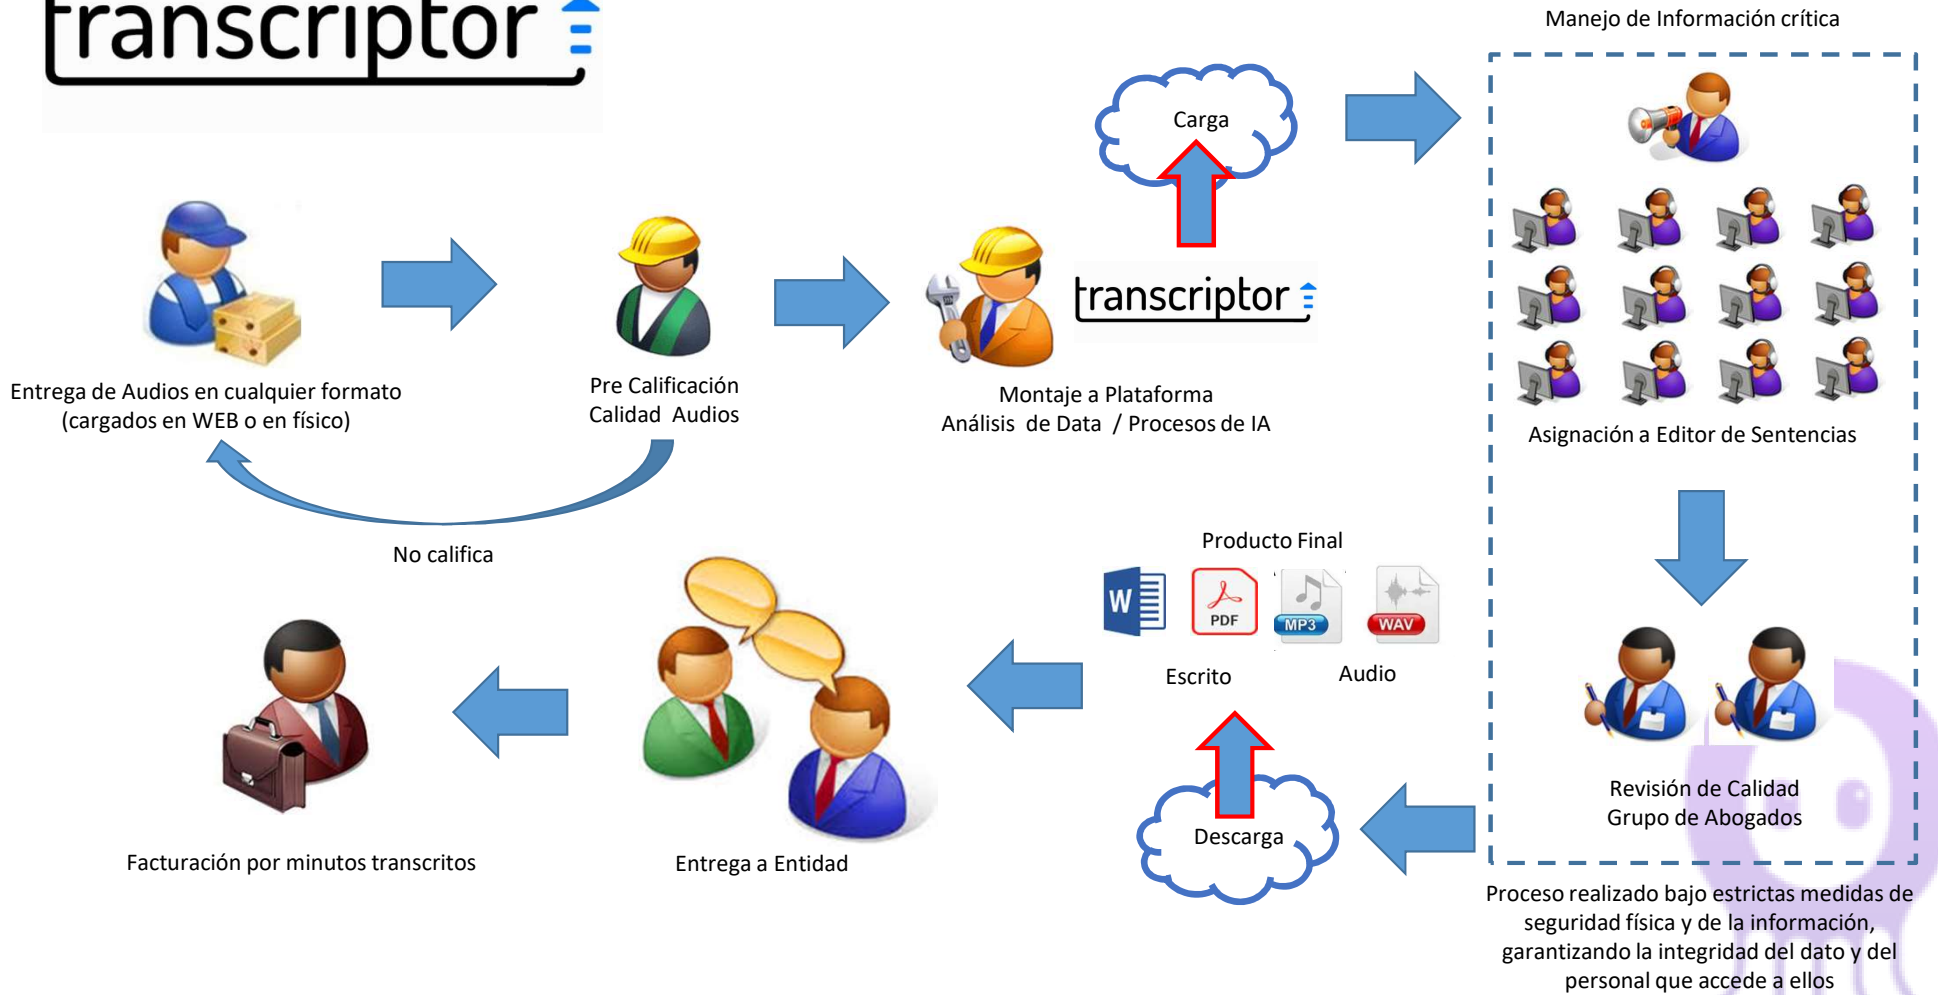 transcriptor
Manejo de Información crítica
Carga
transcriptor
Entrega de Audios en cualquier formato
(cargados en WEB o en físico)
Pre Calificación
Calidad Audios
Montaje a Plataforma
Análisis de Data / Procesos de IA
Asignación a Editor de Sentencias
No califica
Producto Final
W
PDF
MP3
WAV
Escrito
Audio
Revisión de Calidad
Grupo de Abogados
Descarga
Facturación por minutos transcritos
Entrega a Entidad
Proceso realizado bajo estrictas medidas de
seguridad física y de la información,
garantizando la integridad del dato y del
personal que accede a ellos